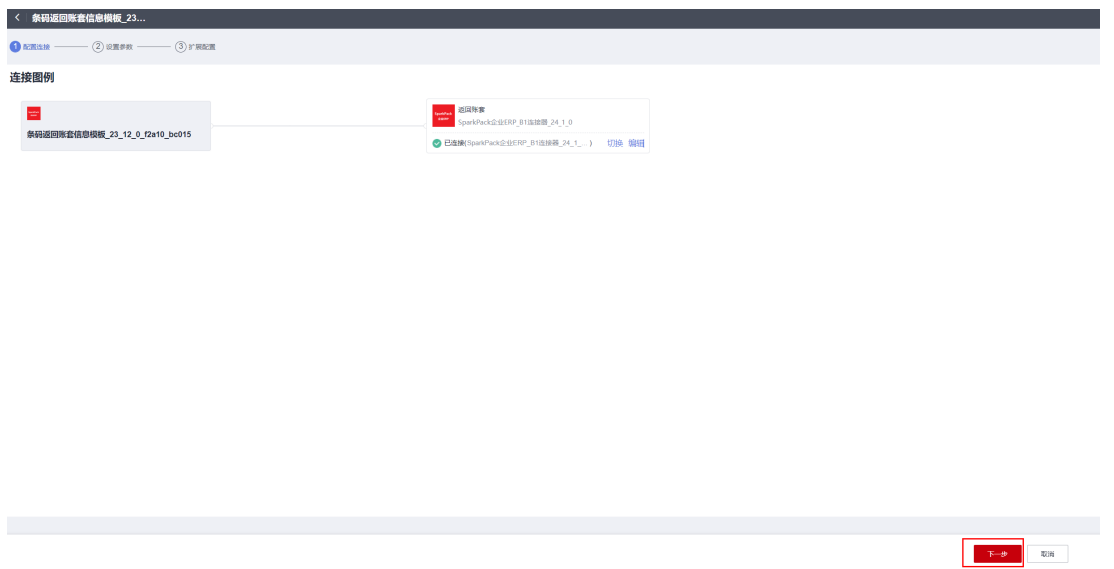 条码返回账套信息模板_23...
1 配置连接 2 设置参数 3 扩展配置
连接图例
条码返回账套信息模板_23_12_0_f2a10_bc015
返回账套
SparkPack企业ERP_B1连接器_24_1_0
已连接(SparkPack企业ERP_B1连接器_24_1_...) 切换 编辑
下一步 取消